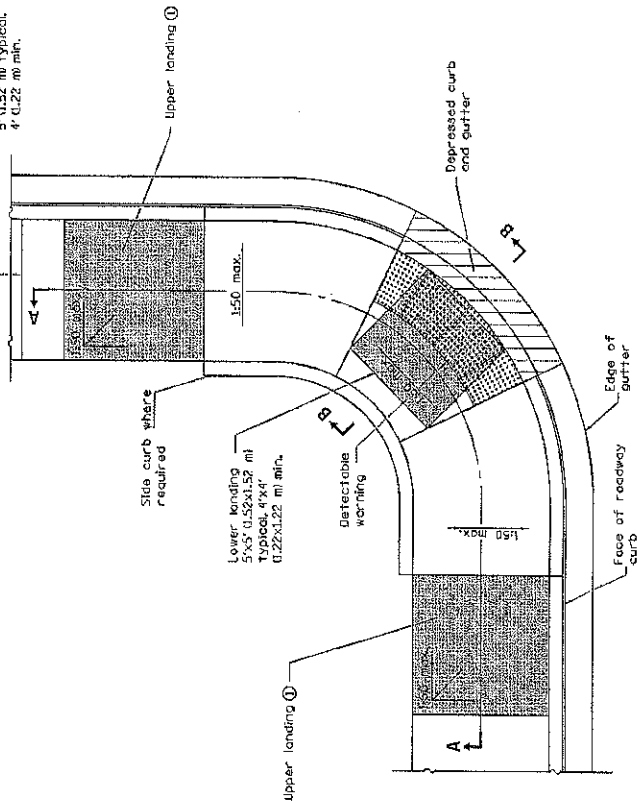 5' (1.52 m) typical,
4' (1.22 m) min.
Upper landing ①
A
1:50 max.
1:50 max.
Side curb where
required
Lower landing
5'x5' (1.52x1.52 m)
typical, 4'x4'
(1.22x1.22 m) min.
Detectable
warning
B
B
Depressed curb
and gutter
Upper landing ①
1:50 max.
1:50 max.
A
Edge of
gutter
Face of roadway
curb